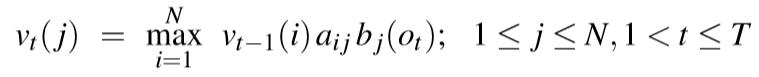 v_t(j) = max_{i=1}^{N} v_{t−1}(i) a_{ij} b_j(o_t); 1 ≤ j ≤ N, 1 < t ≤ T